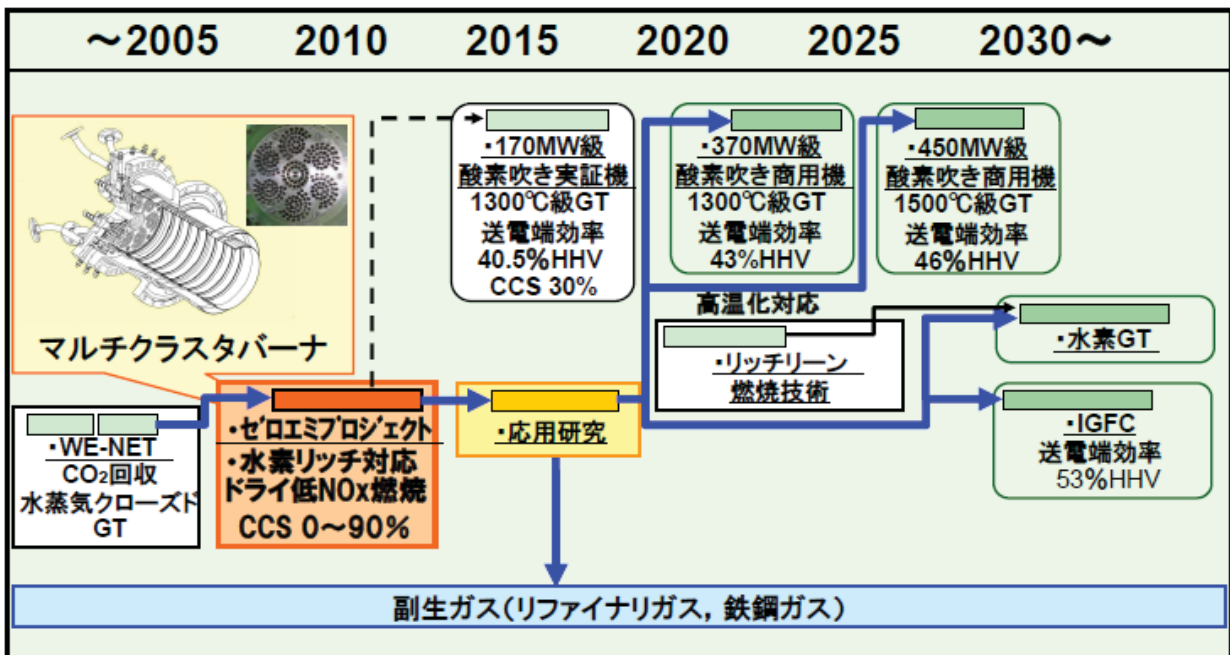 ～2005 2010 2015 2020 2025 2030～
マルチクラスタバーナ
・170MW級
酸素吹き実証機
1300℃級GT
送電端効率
40.5%HHV
CCS 30%
・370MW級
酸素吹き商用機
1300℃級GT
送電端効率
43%HHV
・450MW級
酸素吹き商用機
1500℃級GT
送電端効率
46%HHV
高温化対応
・リッチリーン
燃焼技術
・水素GT
・WE-NET
CO₂回収
水蒸気クローズド
GT
・ゼロエミプロジェクト
・水素リッチ対応
ドライ低NOx燃焼
CCS 0～90%
・応用研究
・IGFC
送電端効率
53%HHV
副生ガス(リファイナリガス, 鉄鋼ガス)